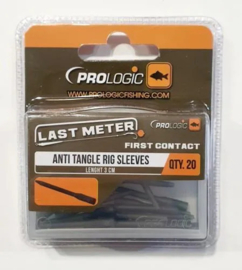 PROLOGIC
WWW.PROLOGICFISHING.COM
LAST METER
PROLOGIC
FIRST CONTACT
ANTI TANGLE RIG SLEEVES
LENGHT 3 CM
QTY. 20